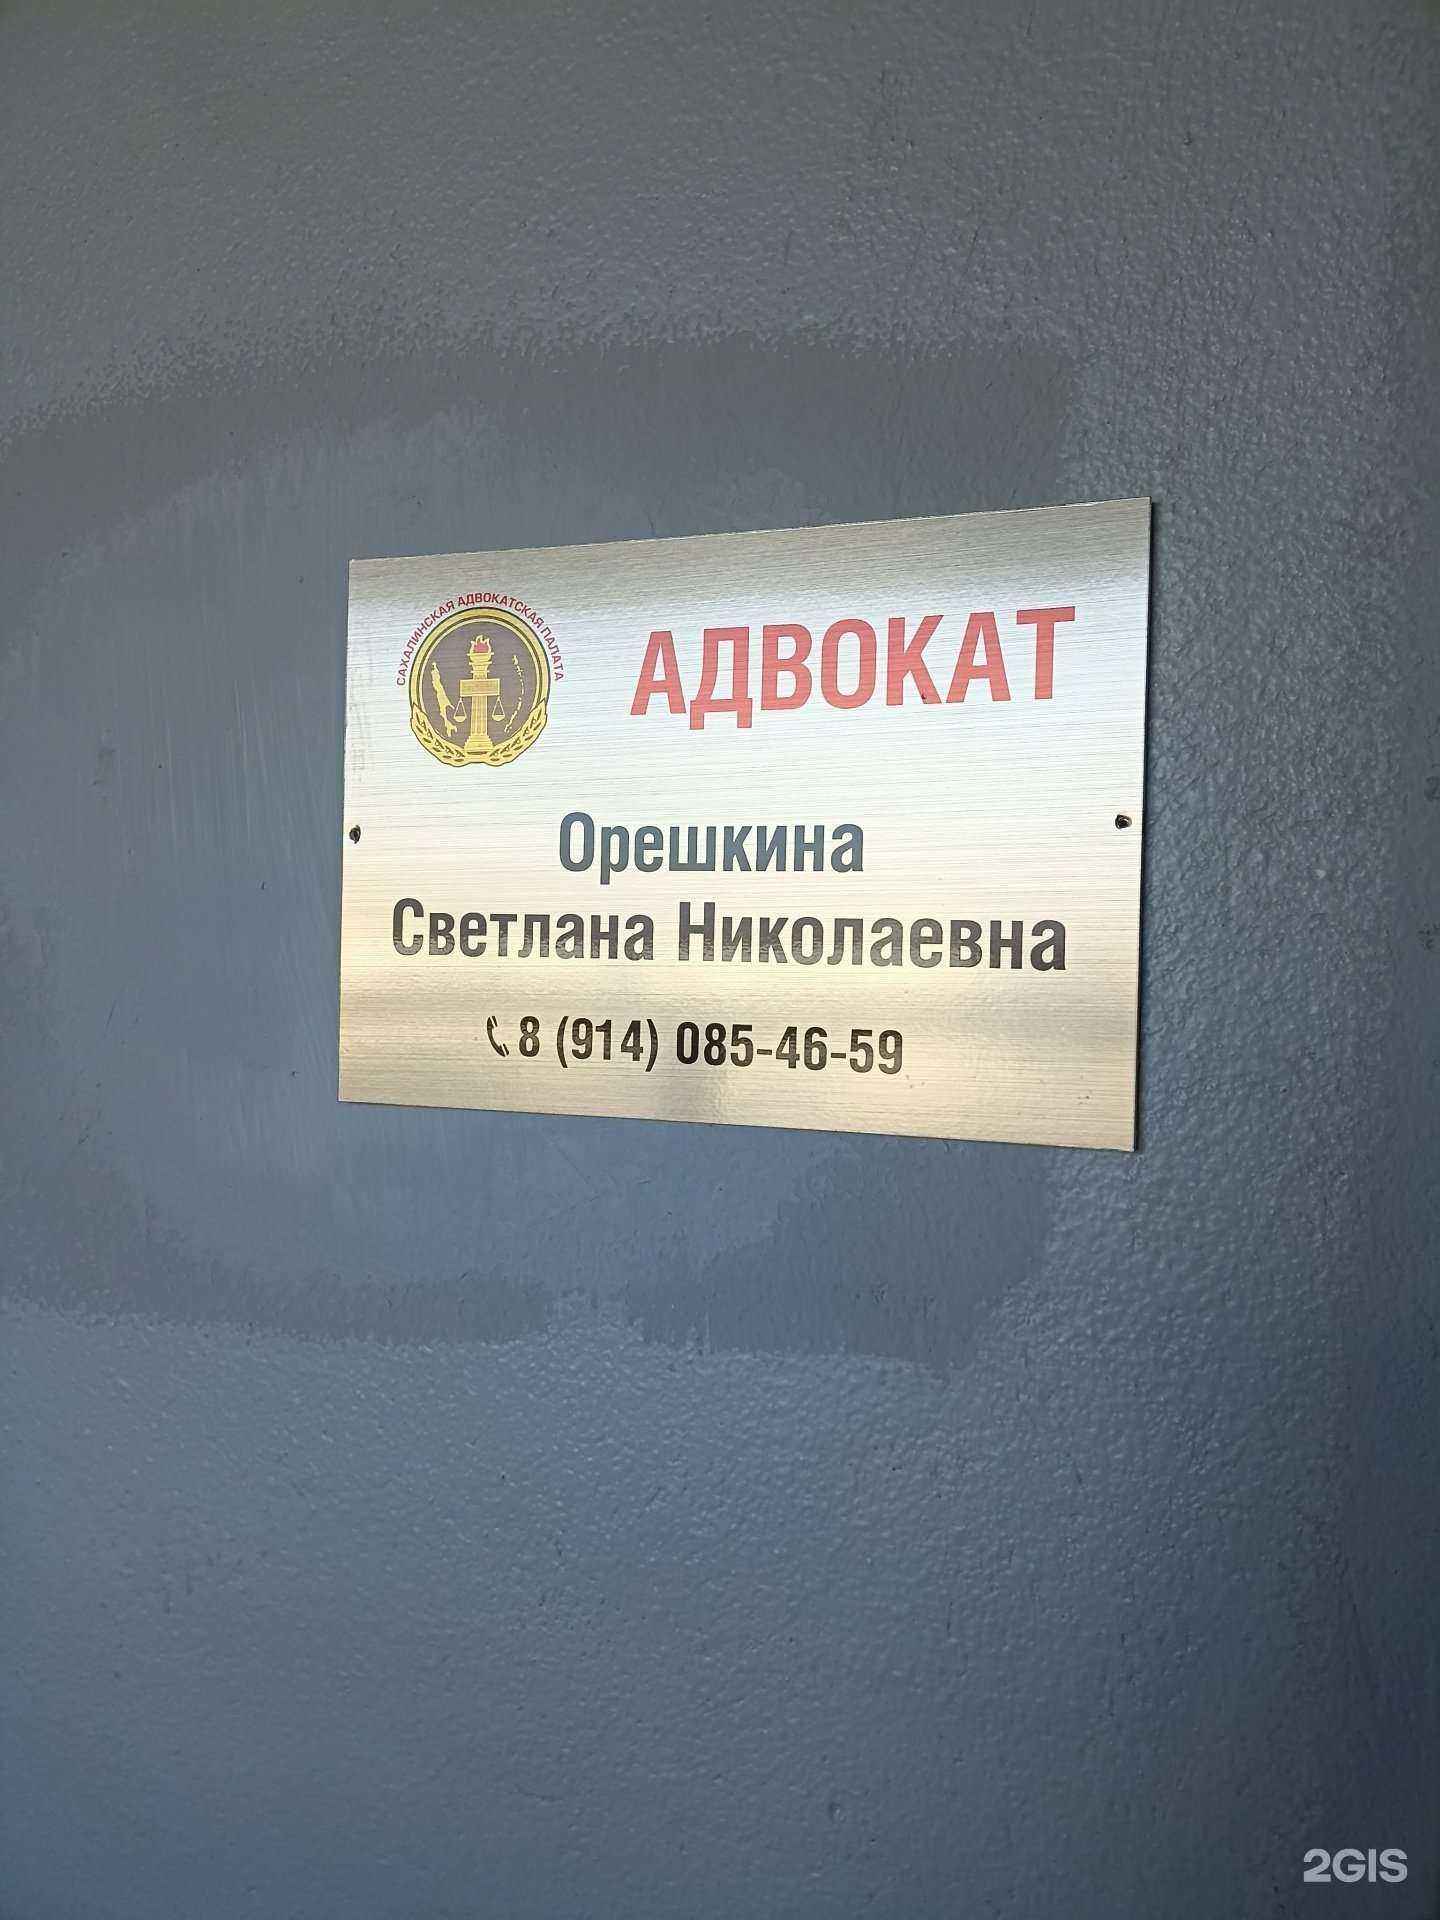 САХАЛИНСКАЯ АДВОКАТСКАЯ ПАЛАТА
АДВОКАТ
Орешкина
Светлана Николаевна
8 (914) 085-46-59
2GIS